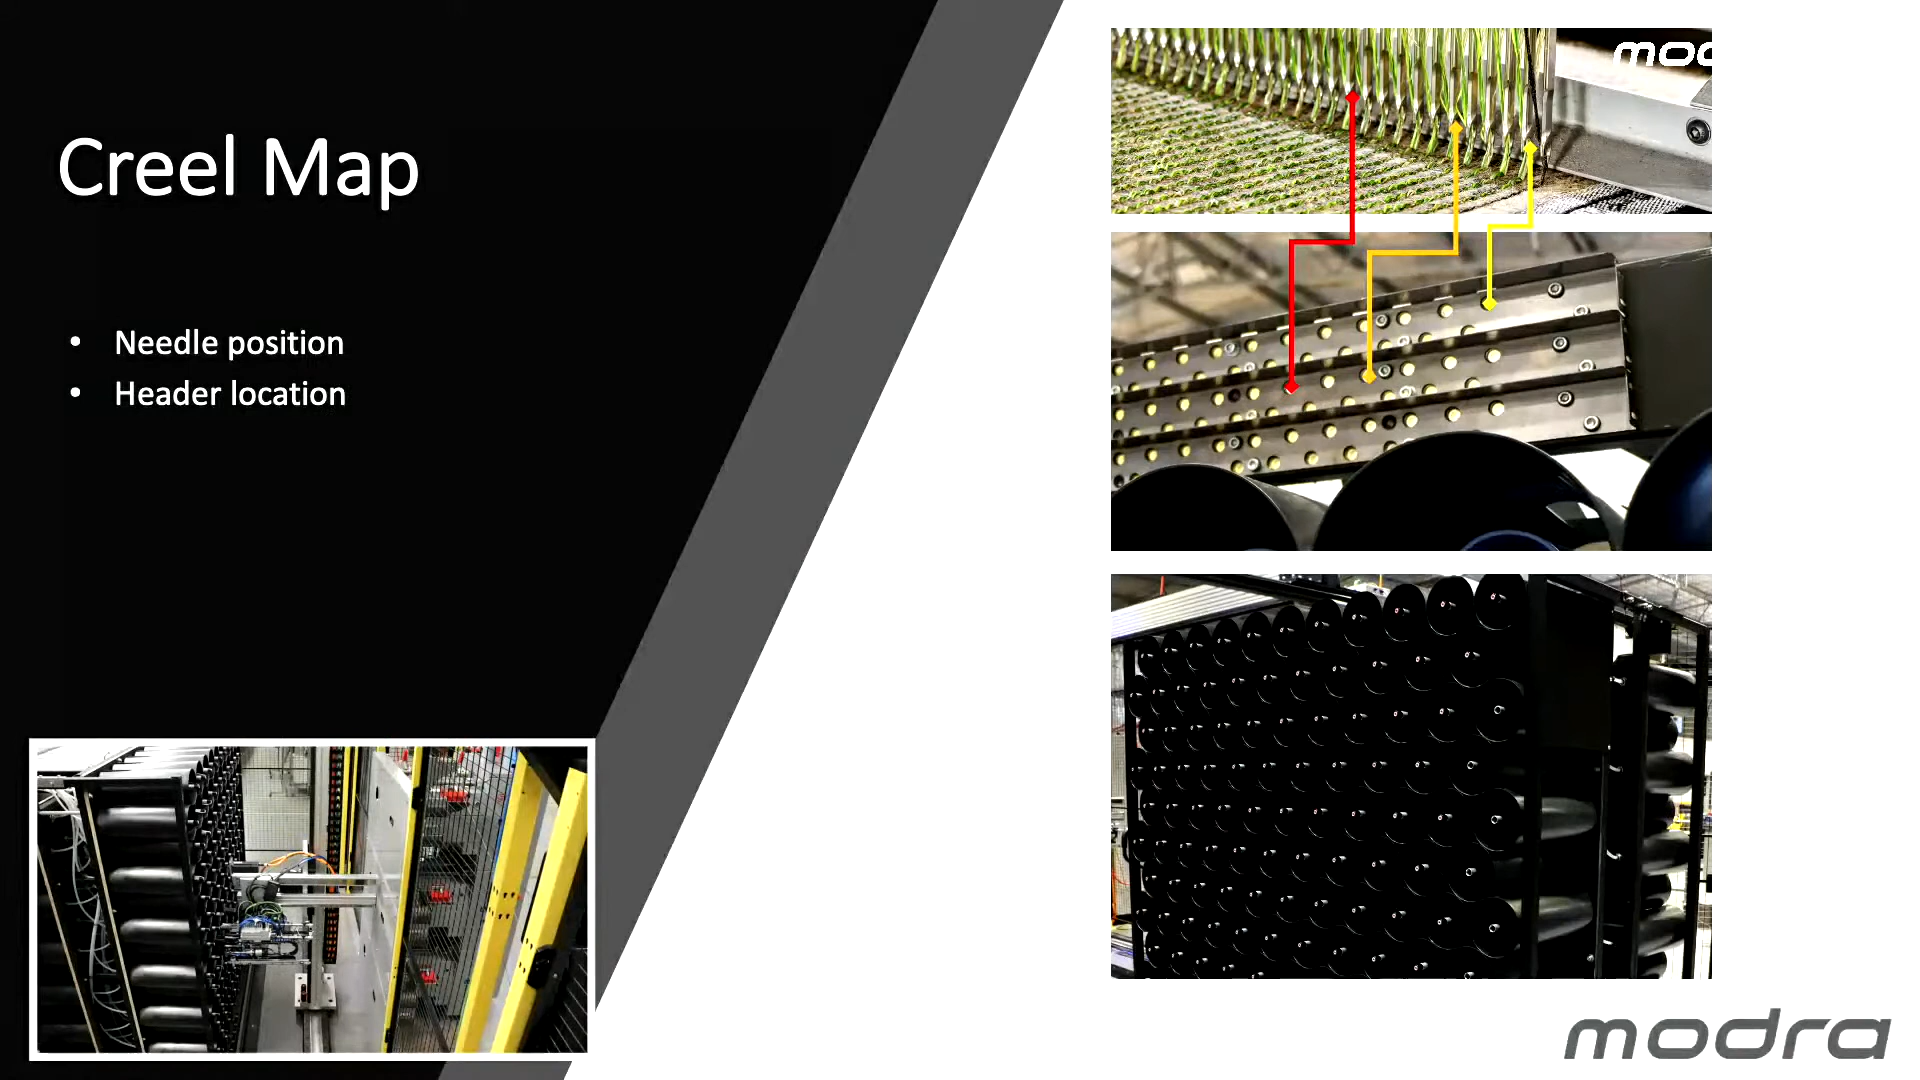 Creel Map
• Needle position
• Header location
modra